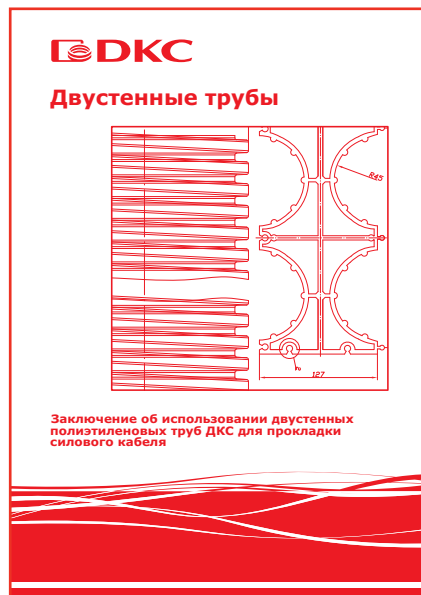 DKC
Двустенные трубы
R45
127
Заключение об использовании двустенных
полиэтиленовых труб ДКС для прокладки
силового кабеля